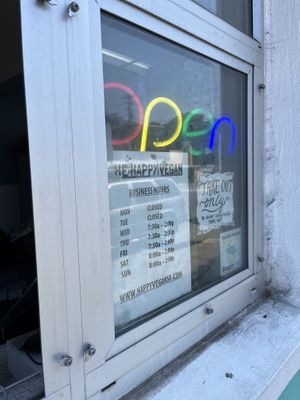 open
HE HAPPY VEGAN
BUSINESS HOURS
MON CLOSED
TUE CLOSED
WED 7:30a - 2:00p
THU 7:30a - 2:00p
FRI 7:30a - 2:00p
SAT 8:00a - 2:00p
SUN 8:00a - 2:00p
WWW.HAPPYVEGANSF.COM
TAKE OUT
only